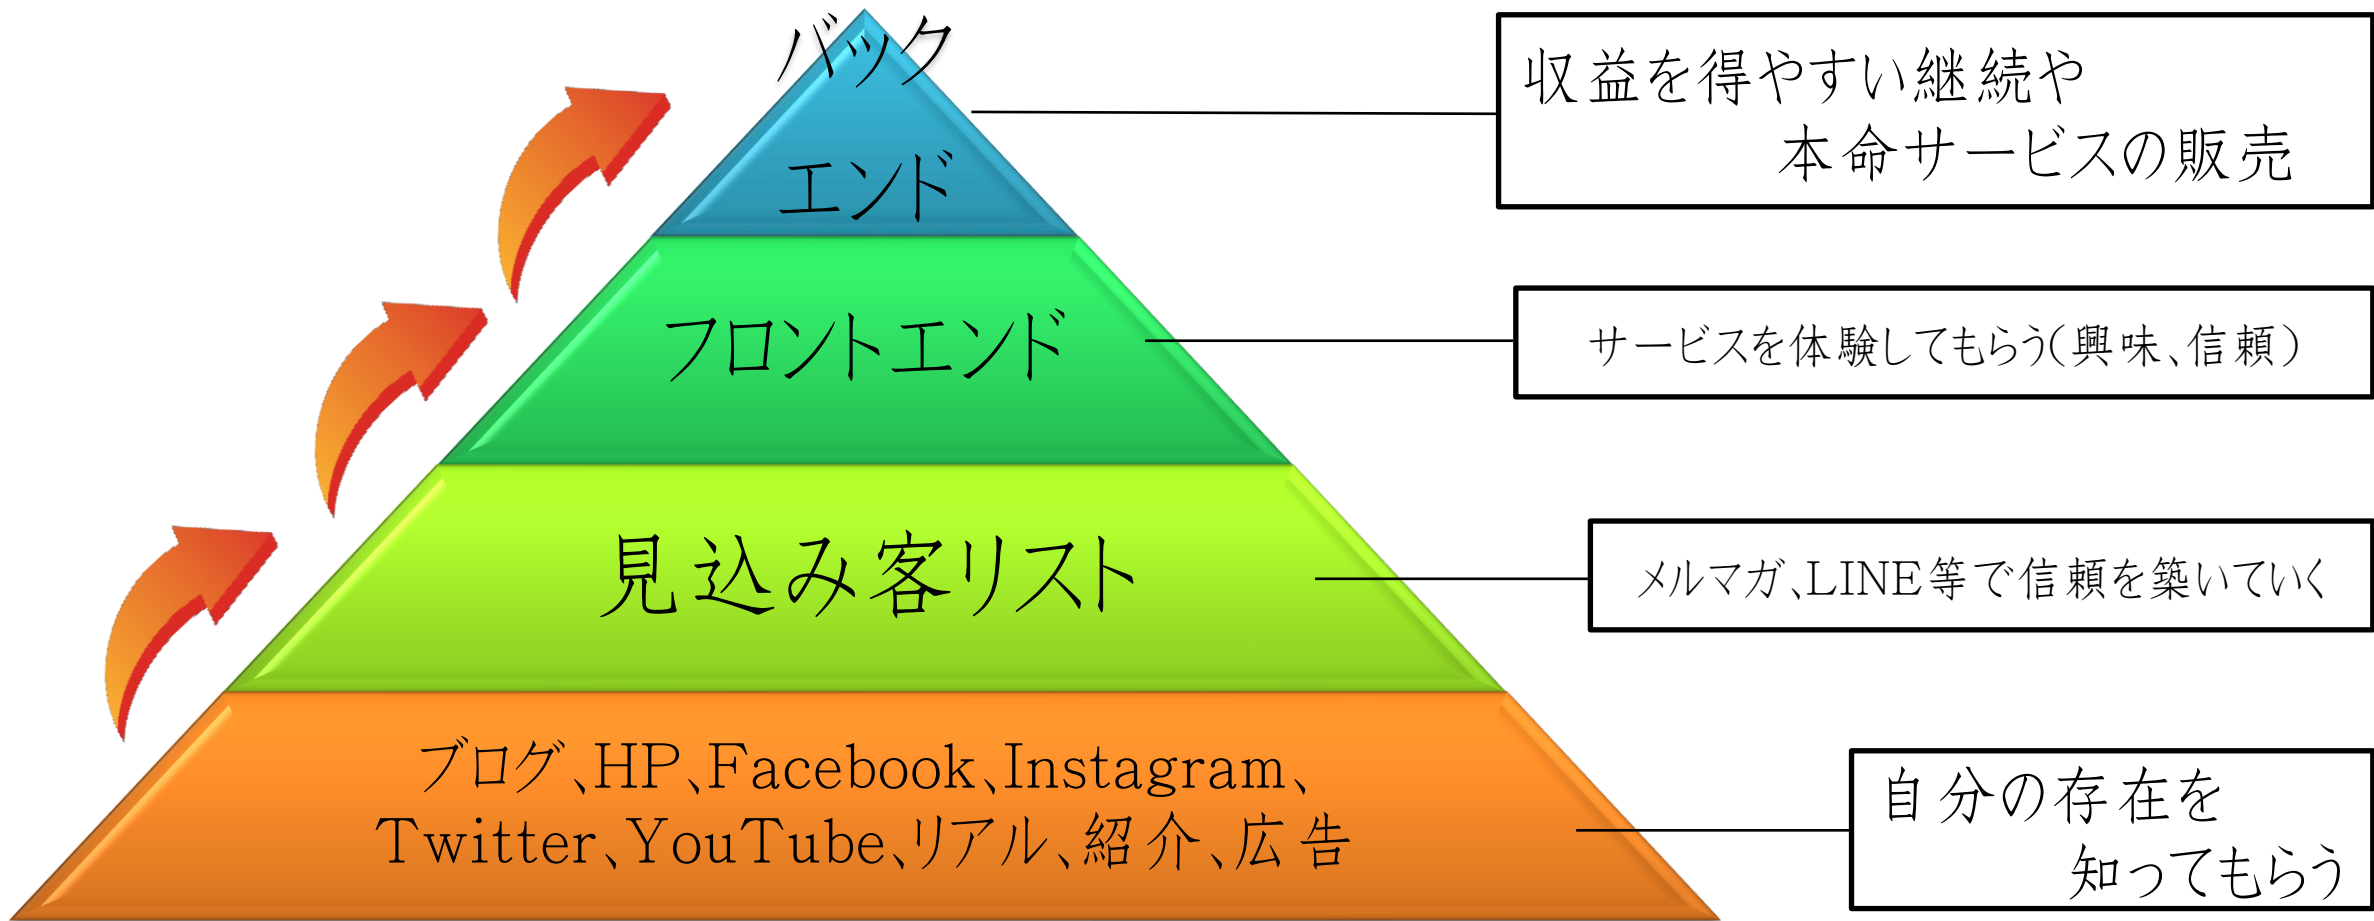 バック
エンド
収益を得やすい継続や
本命サービスの販売
フロントエンド
サービスを体験してもらう(興味、信頼)
見込み客リスト
メルマガ、LINE等で信頼を築いていく
ブログ、HP、Facebook、Instagram、
Twitter、YouTube、リアル、紹介、広告
自分の存在を
知ってもらう